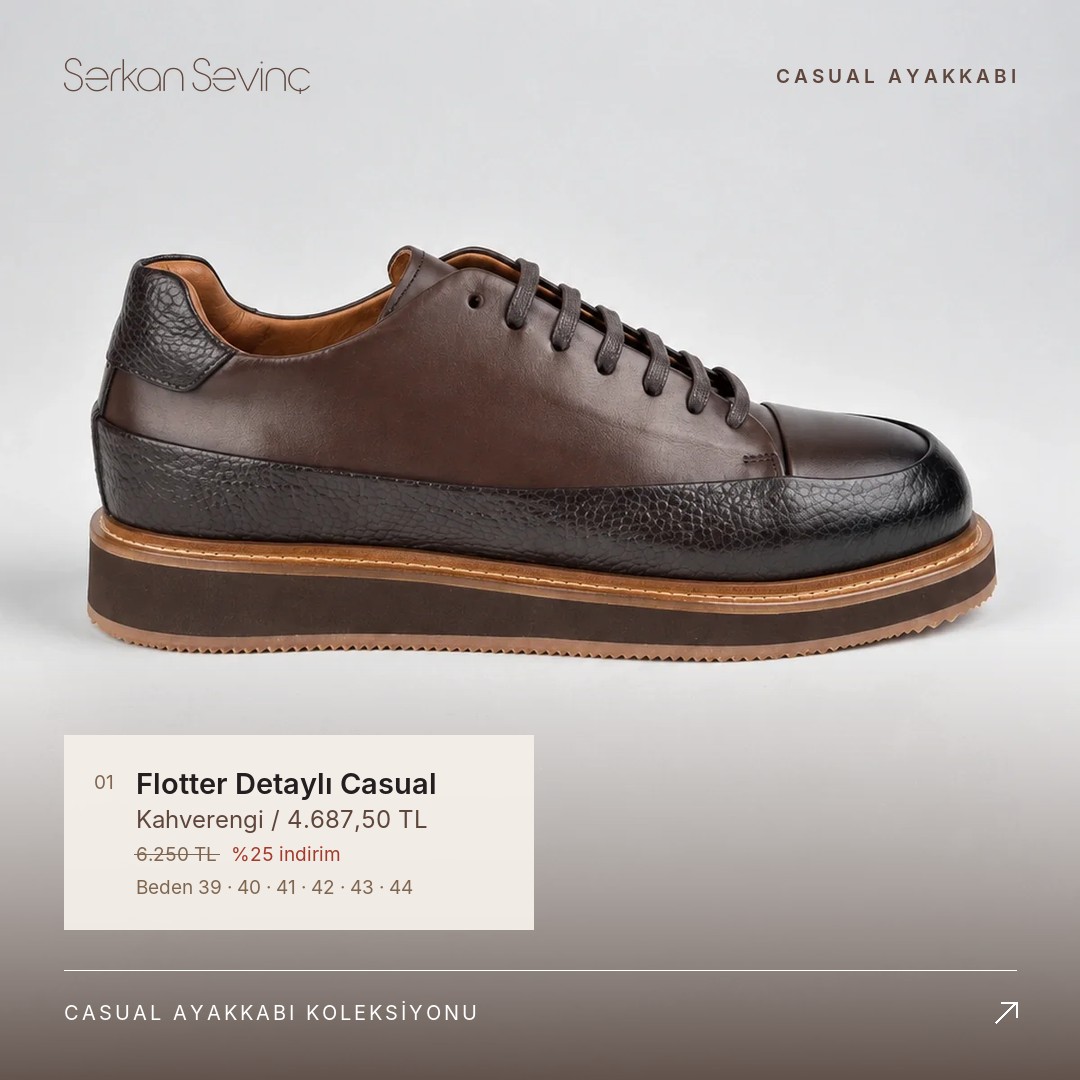 Serkan Sevinç
CASUAL AYAKKABI
01
Flotter Detaylı Casual
Kahverengi / 4.687,50 TL
6.250 TL %25 indirim
Beden 39 · 40 · 41 · 42 · 43 · 44
CASUAL AYAKKABI KOLEKSİYONU